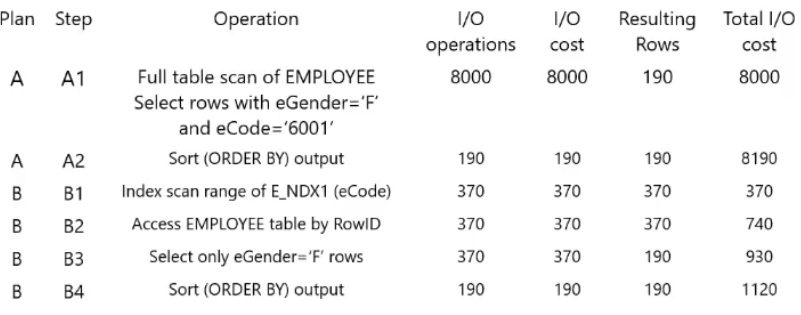 Plan Step Operation I/O operations I/O cost Resulting Rows Total I/O cost
A A1 Full table scan of EMPLOYEE 8000 8000 190 8000
Select rows with eGender=‘F’
and eCode=‘6001’
A A2 Sort (ORDER BY) output 190 190 190 8190
B B1 Index scan range of E_NDX1 (eCode) 370 370 370 370
B B2 Access EMPLOYEE table by RowID 370 370 370 740
B B3 Select only eGender=‘F’ rows 370 370 190 930
B B4 Sort (ORDER BY) output 190 190 190 1120